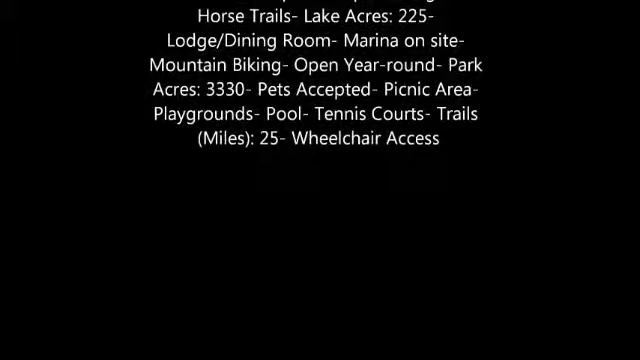 Horse Trails- Lake Acres: 225-
Lodge/Dining Room- Marina on site-
Mountain Biking- Open Year-round- Park
Acres: 3330- Pets Accepted- Picnic Area-
Playgrounds- Pool- Tennis Courts- Trails
(Miles): 25- Wheelchair Access